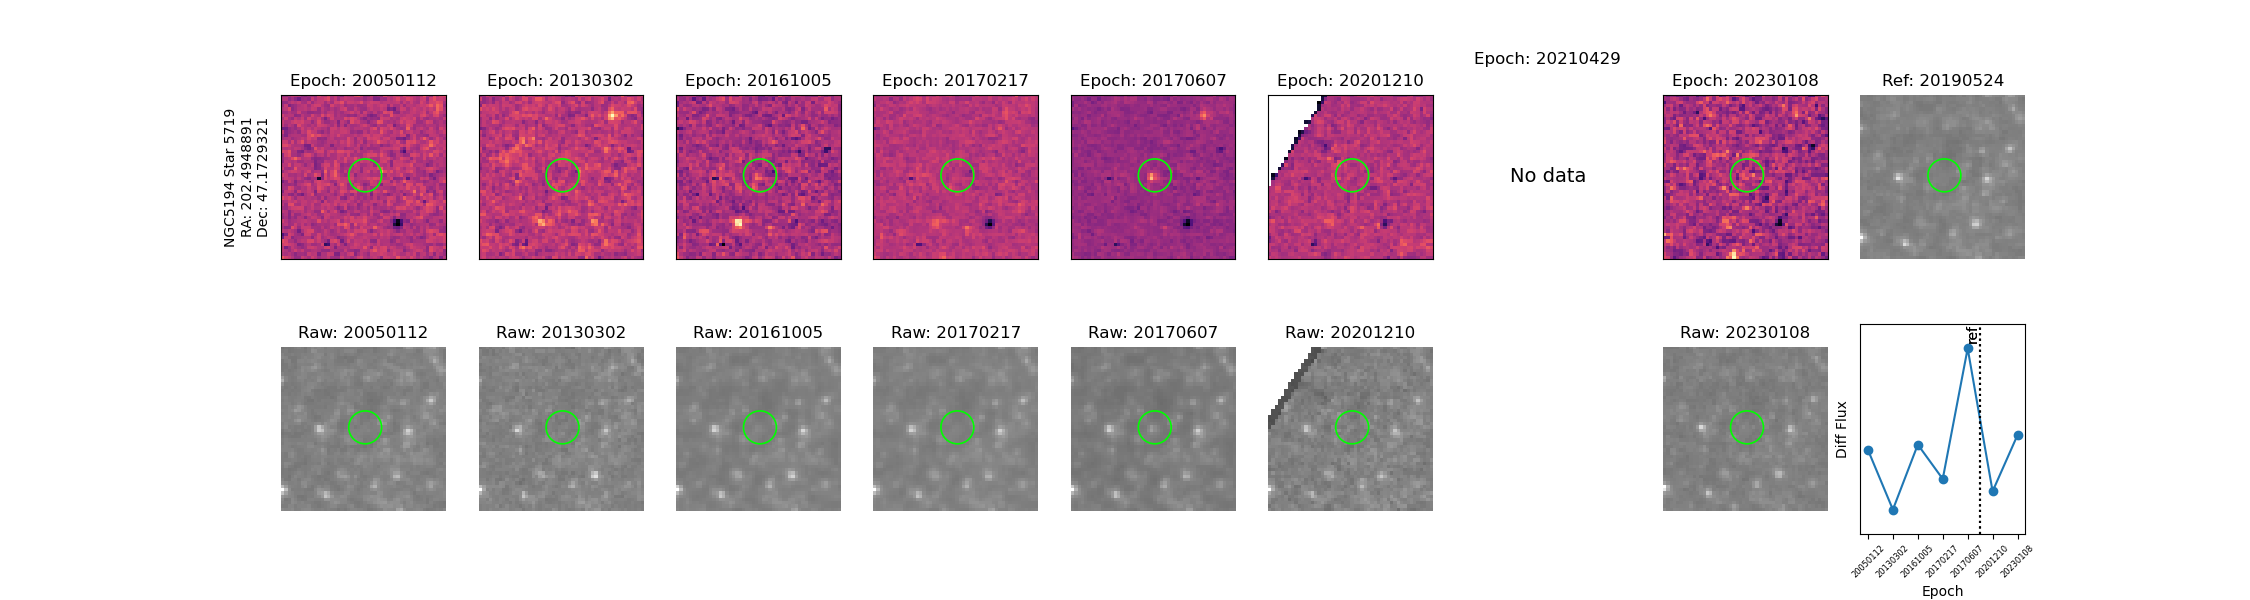 Epoch: 20210429
Epoch: 20050112
Epoch: 20130302
Epoch: 20161005
Epoch: 20170217
Epoch: 20170607
Epoch: 20201210
Epoch: 20230108
Ref: 20190524
NGC5194 Star 5719
RA: 202.4948891
Dec: 47.1729321
No data
Raw: 20050112
Raw: 20130302
Raw: 20161005
Raw: 20170217
Raw: 20170607
Raw: 20201210
Raw: 20230108
ref
Diff Flux
20050112
20130302
20161005
20170217
20170607
20201210
20230108
Epoch